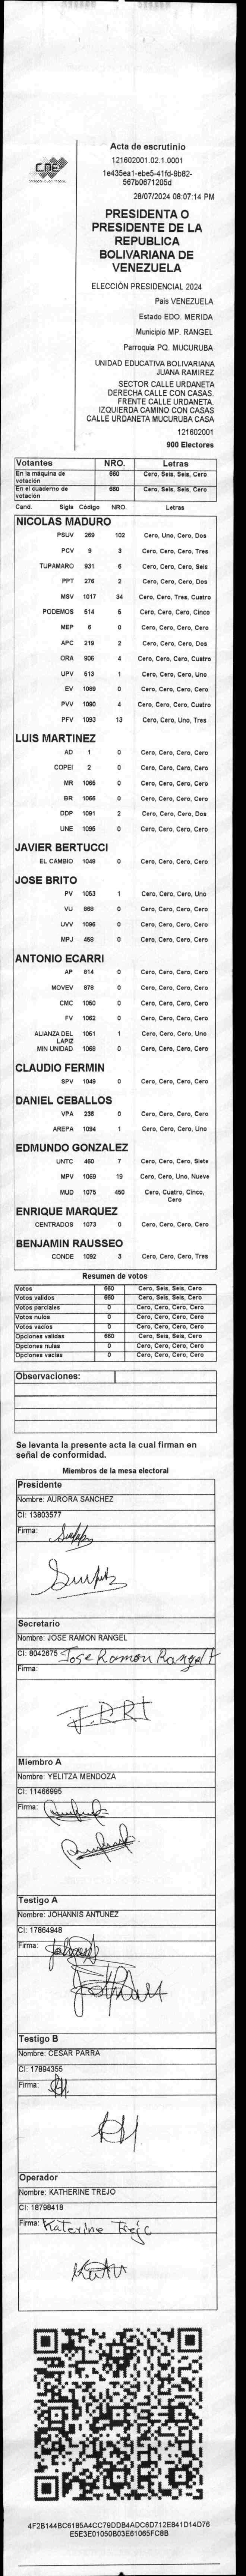 CNE
Acta de escrutinio
121602001.02.1.0001
1e435ea1-ebe5-41fd-9b82-
567b0671205d
28/07/2024 08:07:14 PM
PRESIDENTA O
PRESIDENTE DE LA
REPUBLICA
BOLIVARIANA DE
VENEZUELA
ELECCIÓN PRESIDENCIAL 2024
Pais VENEZUELA
Estado EDO. MERIDA
Municipio MP. RANGEL
Parroquia PQ. MUCURUBA
UNIDAD EDUCATIVA BOLIVARIANA
JUANA RAMIREZ
SECTOR CALLE URDANETA
DERECHA CALLE CON CASAS.
FRENTE CALLE URDANETA.
IZQUIERDA CAMINO CON CASAS
CALLE URDANETA MUCURUBA CASA
121602001
900 Electores
Votantes NRO. Letras
En la máquina de votación 660 Cero, Seis, Seis, Cero
En el cuaderno de votación 660 Cero, Seis, Seis, Cero
Cand. Sigla Código NRO. Letras
NICOLAS MADURO
PSUV 269 102 Cero, Uno, Cero, Dos
PCV 9 3 Cero, Cero, Cero, Tres
TUPAMARO 931 6 Cero, Cero, Cero, Seis
PPT 276 2 Cero, Cero, Cero, Dos
MSV 1017 34 Cero, Cero, Tres, Cuatro
PODEMOS 514 5 Cero, Cero, Cero, Cinco
MEP 6 0 Cero, Cero, Cero, Cero
APC 219 2 Cero, Cero, Cero, Dos
ORA 906 4 Cero, Cero, Cero, Cuatro
UPV 513 1 Cero, Cero, Cero, Uno
EV 1089 0 Cero, Cero, Cero, Cero
PVV 1090 4 Cero, Cero, Cero, Cuatro
PFV 1093 13 Cero, Cero, Uno, Tres
LUIS MARTINEZ
AD 1 0 Cero, Cero, Cero, Cero
COPEI 2 0 Cero, Cero, Cero, Cero
MR 1065 0 Cero, Cero, Cero, Cero
BR 1066 0 Cero, Cero, Cero, Cero
DDP 1091 2 Cero, Cero, Cero, Dos
UNE 1095 0 Cero, Cero, Cero, Cero
JAVIER BERTUCCI
EL CAMBIO 1048 0 Cero, Cero, Cero, Cero
JOSE BRITO
PV 1053 1 Cero, Cero, Cero, Uno
VU 868 0 Cero, Cero, Cero, Cero
UVV 1096 0 Cero, Cero, Cero, Cero
MPJ 458 0 Cero, Cero, Cero, Cero
ANTONIO ECARRI
AP 814 0 Cero, Cero, Cero, Cero
MOVEV 878 0 Cero, Cero, Cero, Cero
CMC 1050 0 Cero, Cero, Cero, Cero
FV 1062 0 Cero, Cero, Cero, Cero
ALIANZA DEL LAPIZ 1051 1 Cero, Cero, Cero, Uno
MIN UNIDAD 1068 0 Cero, Cero, Cero, Cero
CLAUDIO FERMIN
SPV 1049 0 Cero, Cero, Cero, Cero
DANIEL CEBALLOS
VPA 236 0 Cero, Cero, Cero, Cero
AREPA 1094 1 Cero, Cero, Cero, Uno
EDMUNDO GONZALEZ
UNTC 460 7 Cero, Cero, Cero, Siete
MPV 1069 19 Cero, Cero, Uno, Nueve
MUD 1075 450 Cero, Cuatro, Cinco,
Cero
ENRIQUE MARQUEZ
CENTRADOS 1073 0 Cero, Cero, Cero, Cero
BENJAMIN RAUSSEO
CONDE 1092 3 Cero, Cero, Cero, Tres
Resumen de votos
Votos 660 Cero, Seis, Seis, Cero
Votos validos 660 Cero, Seis, Seis, Cero
Votos parciales 0 Cero, Cero, Cero, Cero
Votos nulos 0 Cero, Cero, Cero, Cero
Votos vacios 0 Cero, Cero, Cero, Cero
Opciones validas 660 Cero, Seis, Seis, Cero
Opciones nulas 0 Cero, Cero, Cero, Cero
Opciones vacias 0 Cero, Cero, Cero, Cero
Observaciones:
Se levanta la presente acta la cual firman en
señal de conformidad.
Miembros de la mesa electoral
Presidente
Nombre: AURORA SANCHEZ
CI: 13803577
Firma:
Secretario
Nombre: JOSE RAMON RANGEL
CI: 8042675 Jose Ramon Rangel T
Firma:
J.RRT
Miembro A
Nombre: YELITZA MENDOZA
CI: 11466995
Firma:
Testigo A
Nombre: JOHANNIS ANTUNEZ
CI: 17864948
Firma:
Testigo B
Nombre: CESAR PARRA
CI: 17894355
Firma:
Operador
Nombre: KATHERINE TREJO
CI: 18798418
Firma: Katerine Trejo
4F2B144BC6185A4CC79DDB4ADC6D712E841D14D76
E5E3E01050B03E61065FC8B